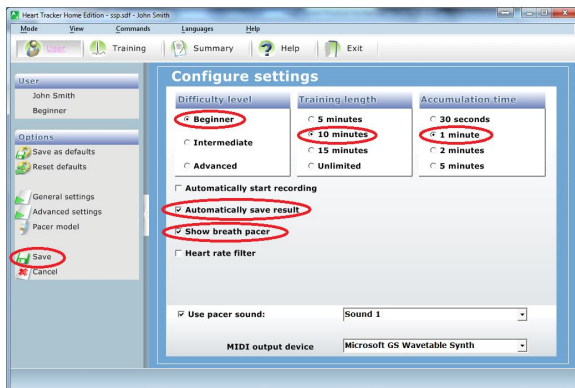 Heart Tracker Home Edition - ssp.sdf - John Smith
Mode View Commands Languages Help
User Training Summary Help Exit
User
John Smith
Beginner
Options
Save as defaults
Reset defaults
General settings
Advanced settings
Pacer model
Save
Cancel
Configure settings
Difficulty level
Beginner
Intermediate
Advanced
Training length
5 minutes
10 minutes
15 minutes
Unlimited
Accumulation time
30 seconds
1 minute
2 minutes
5 minutes
Automatically start recording
Automatically save result
Show breath pacer
Heart rate filter
Use pacer sound: Sound 1
MIDI output device Microsoft GS Wavetable Synth